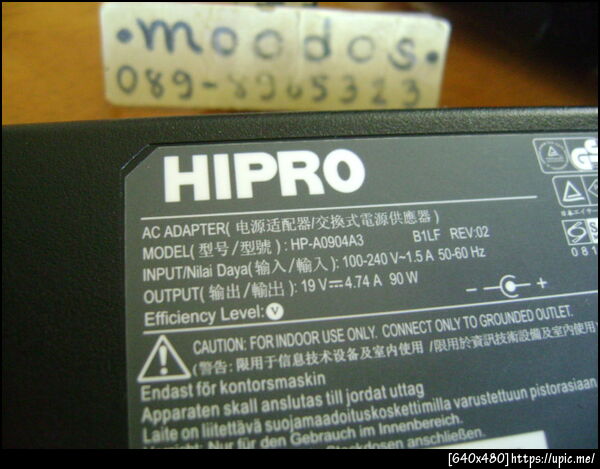 •moodos•
089-8965323
HIPRO
AC ADAPTER( 电源适配器/交換式電源供應器 )
MODEL( 型号/型號 ): HP-A0904A3 B1LF REV:02
INPUT/Nilai Daya( 输入/輸入 ): 100-240 V~1.5 A 50-60 Hz
OUTPUT( 输出/輸出 ): 19 V⎓4.74 A 90 W
Efficiency Level: V
CAUTION: FOR INDOOR USE ONLY. CONNECT ONLY TO GROUNDED OUTLET.
(警告: 限用于信息技术设备及室内使用 /限用於資訊技術設備及室內使用
Endast för kontorsmaskin
Apparaten skall anslutas till jordat uttag
Laite on liitettävä suojamaadoituskoskettimilla varustettuun pistorasiaan
Nur für den Gebrauch im Innenbereich.
anschließen.
[640x480]https://upic.me/